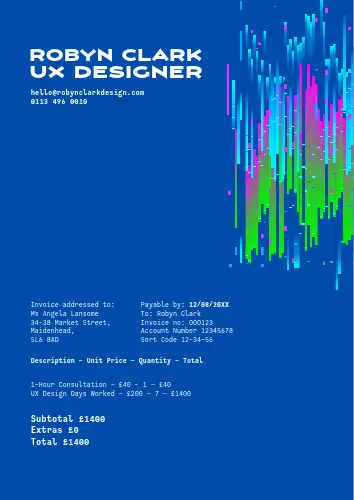 ROBYN CLARK
UX DESIGNER
hello@robynclarkdesign.com
0113 496 0010
Invoice addressed to:
Ms Angela Lansome
34-38 Market Street,
Maidenhead,
SL6 8AD
Payable by: 12/08/20XX
To: Robyn Clark
Invoice no: 000123
Account Number 12345678
Sort Code 12-34-56
Description - Unit Price - Quantity - Total
1-Hour Consultation - £40 - 1 - £40
UX Design Days Worked - £200 - 7 - £1400
Subtotal £1400
Extras £0
Total £1400